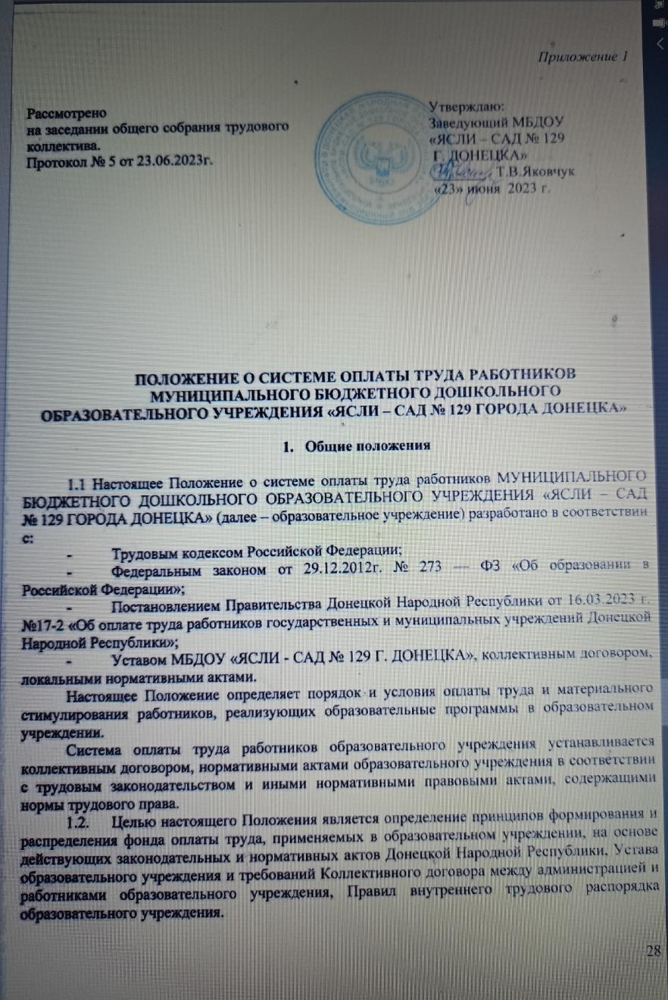 Приложение 1
Рассмотрено
на заседании общего собрания трудового
коллектива.
Протокол № 5 от 23.06.2023г.
Утверждаю:
Заведующий МБДОУ
«ЯСЛИ – САД № 129
Г. ДОНЕЦКА»
Т.В.Яковчук
«23» июня 2023 г.
ПОЛОЖЕНИЕ О СИСТЕМЕ ОПЛАТЫ ТРУДА РАБОТНИКОВ
МУНИЦИПАЛЬНОГО БЮДЖЕТНОГО ДОШКОЛЬНОГО
ОБРАЗОВАТЕЛЬНОГО УЧРЕЖДЕНИЯ «ЯСЛИ – САД № 129 ГОРОДА ДОНЕЦКА»
1. Общие положения
1.1 Настоящее Положение о системе оплаты труда работников МУНИЦИПАЛЬНОГО
БЮДЖЕТНОГО ДОШКОЛЬНОГО ОБРАЗОВАТЕЛЬНОГО УЧРЕЖДЕНИЯ «ЯСЛИ – САД
№ 129 ГОРОДА ДОНЕЦКА» (далее – образовательное учреждение) разработано в соответствии
с:
- Трудовым кодексом Российской Федерации;
- Федеральным законом от 29.12.2012г. № 273 — ФЗ «Об образовании в
Российской Федерации»;
- Постановлением Правительства Донецкой Народной Республики от 16.03.2023 г.
№17-2 «Об оплате труда работников государственных и муниципальных учреждений Донецкой
Народной Республики»;
- Уставом МБДОУ «ЯСЛИ - САД № 129 Г. ДОНЕЦКА», коллективным договором,
локальными нормативными актами.
Настоящее Положение определяет порядок и условия оплаты труда и материального
стимулирования работников, реализующих образовательные программы в образовательном
учреждении.
Система оплаты труда работников образовательного учреждения устанавливается
коллективным договором, нормативными актами образовательного учреждения в соответствии
с трудовым законодательством и иными нормативными правовыми актами, содержащими
нормы трудового права.
1.2. Целью настоящего Положения является определение принципов формирования и
распределения фонда оплаты труда, применяемых в образовательном учреждении, на основе
действующих законодательных и нормативных актов Донецкой Народной Республики, Устава
образовательного учреждения и требований Коллективного договора между администрацией и
работниками образовательного учреждения, Правил внутреннего трудового распорядка
образовательного учреждения.
28